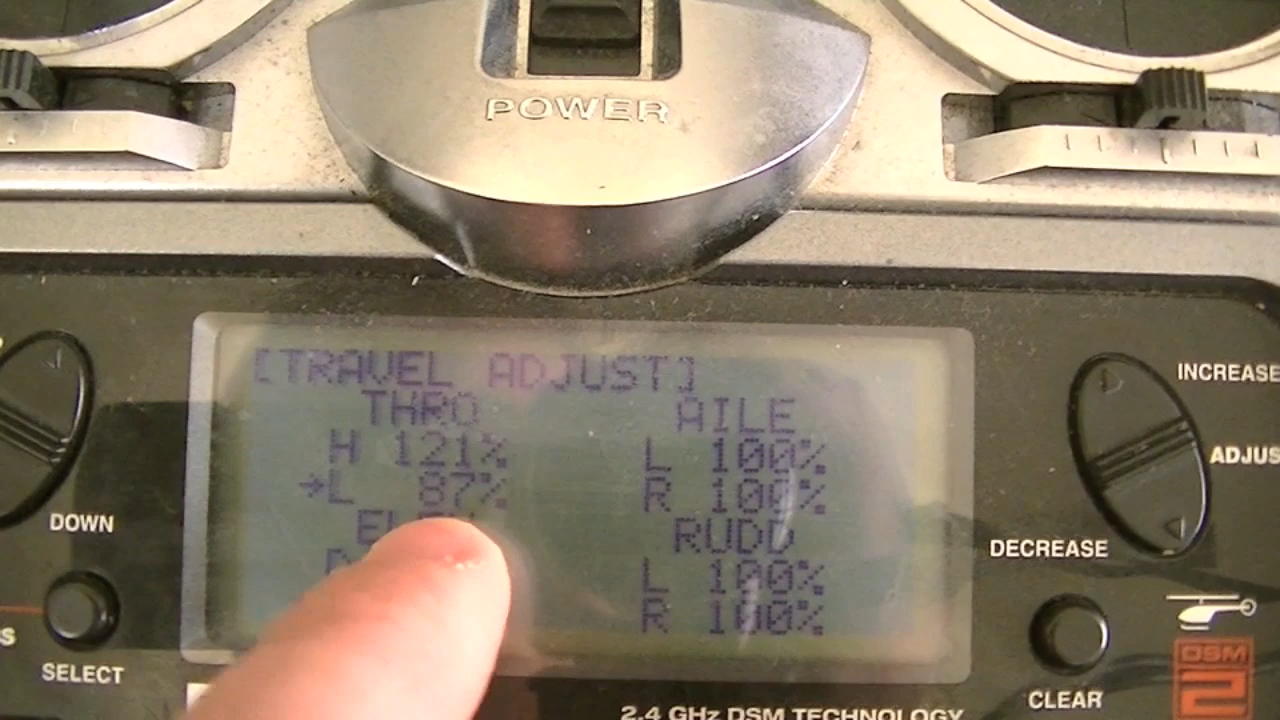 POWER
[TRAVEL ADJUST]
THRO
H 121%
→L 87%
AILE
L 100%
R 100%
RUDD
L 100%
R 100%
DOWN
SELECT
INCREASE
ADJUS
DECREASE
CLEAR
DSM
2
2.4 GHz DSM TECHNOLOGY